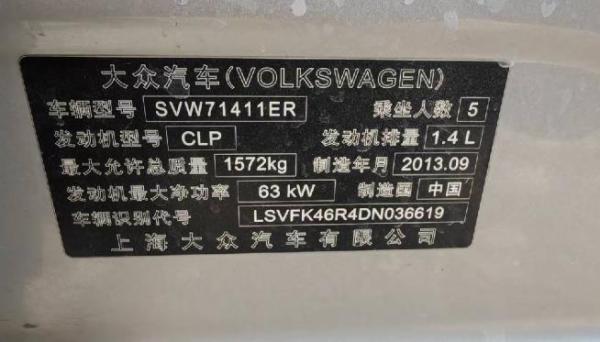 大众汽车(VOLKSWAGEN)
车辆型号 SVW71411ER 乘坐人数 5
发动机型号 CLP 发动机排量 1.4 L
最大允许总质量 1572kg 制造年月 2013.09
发动机最大净功率 63 kW 制造国 中国
车辆识别代号 LSVFK46R4DN036619
上海大众汽车有限公司